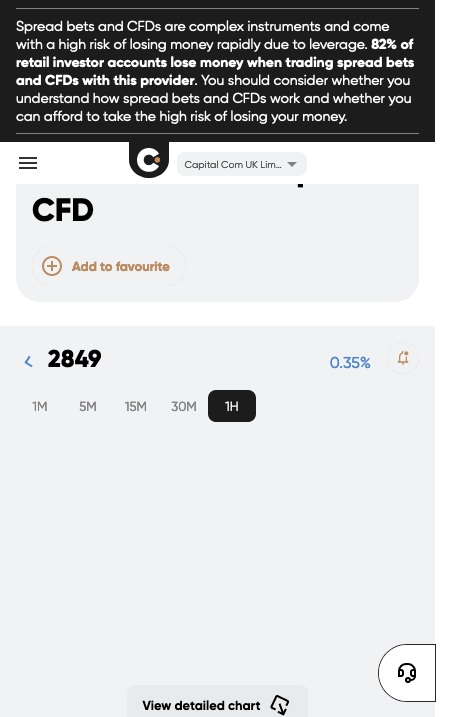 Spread bets and CFDs are complex instruments and come
with a high risk of losing money rapidly due to leverage. 82% of
retail investor accounts lose money when trading spread bets
and CFDs with this provider. You should consider whether you
understand how spread bets and CFDs work and whether you
can afford to take the high risk of losing your money.
Capital Com UK Lim...
CFD
Add to favourite
2849
0.35%
1M 5M 15M 30M 1H
View detailed chart